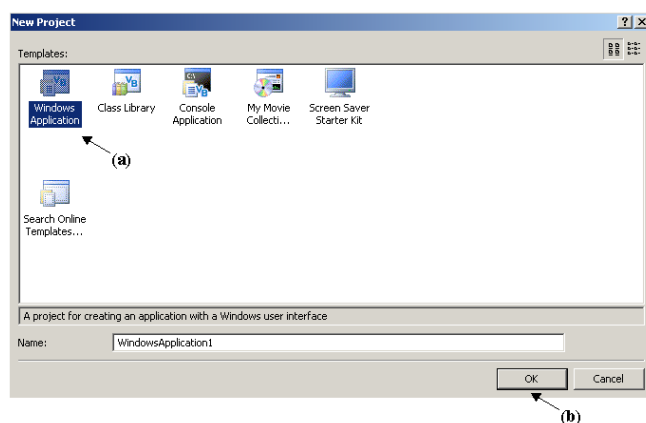 New Project
Templates:
Windows Application
Class Library
Console Application
My Movie Collecti...
Screen Saver Starter Kit
(a)
Search Online Templates...
A project for creating an application with a Windows user interface
Name: WindowsApplication1
OK Cancel
(b)